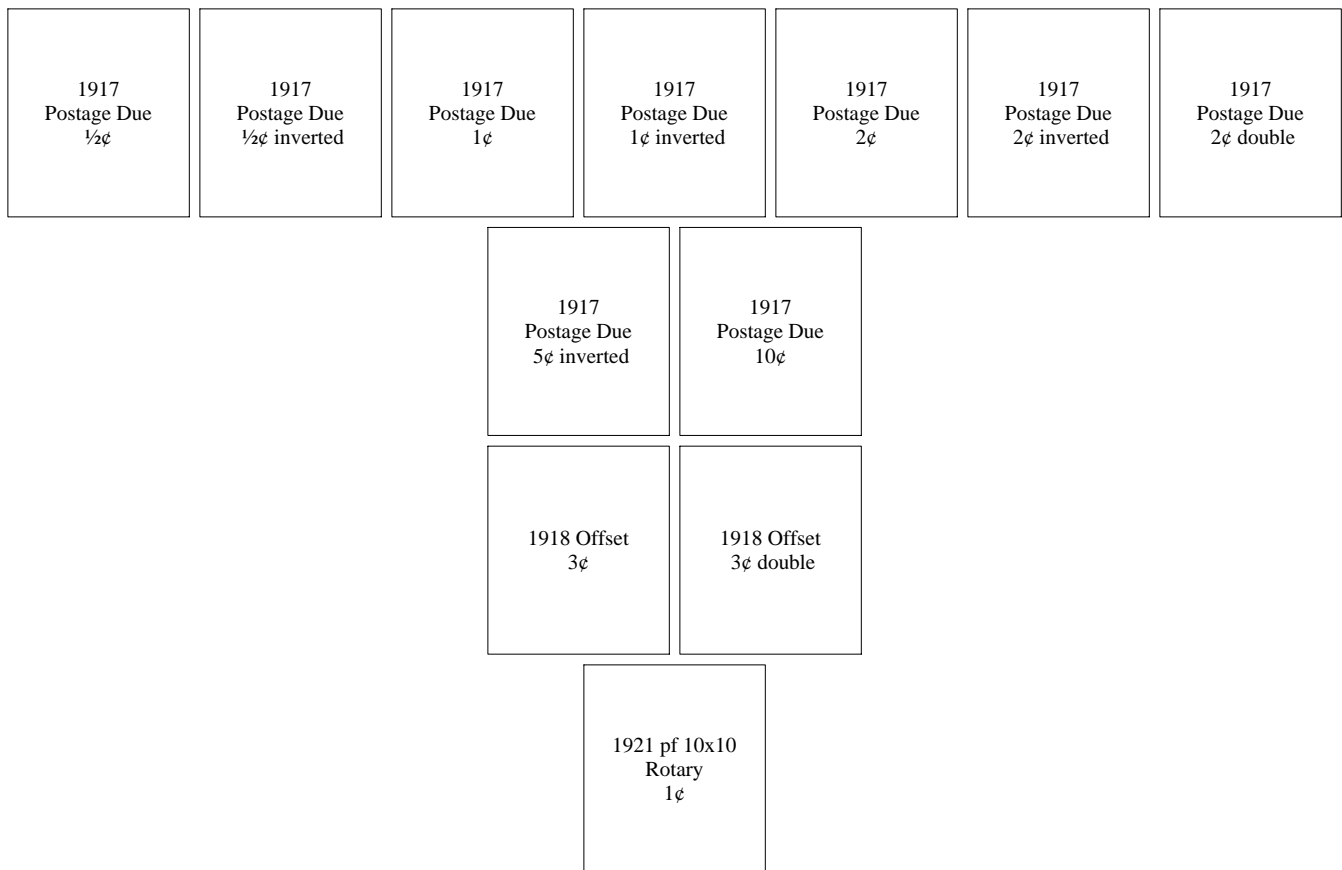 1917
Postage Due
½¢
1917
Postage Due
½¢ inverted
1917
Postage Due
1¢
1917
Postage Due
1¢ inverted
1917
Postage Due
2¢
1917
Postage Due
2¢ inverted
1917
Postage Due
2¢ double
1917
Postage Due
5¢ inverted
1917
Postage Due
10¢
1918 Offset
3¢
1918 Offset
3¢ double
1921 pf 10x10
Rotary
1¢